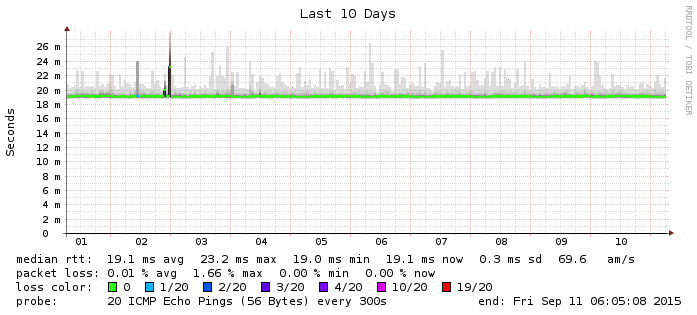 Last 10 Days
RRDTOOL / TOBI OETIKER
Seconds
26 m
24 m
22 m
20 m
18 m
16 m
14 m
12 m
10 m
8 m
6 m
4 m
2 m
0
01 02 03 04 05 06 07 08 09 10
median rtt: 19.1 ms avg 23.2 ms max 19.0 ms min 19.1 ms now 0.3 ms sd 69.6 am/s
packet loss: 0.01 % avg 1.66 % max 0.00 % min 0.00 % now
loss color: 0 1/20 2/20 3/20 4/20 10/20 19/20
probe: 20 ICMP Echo Pings (56 Bytes) every 300s end: Fri Sep 11 06:05:08 2015